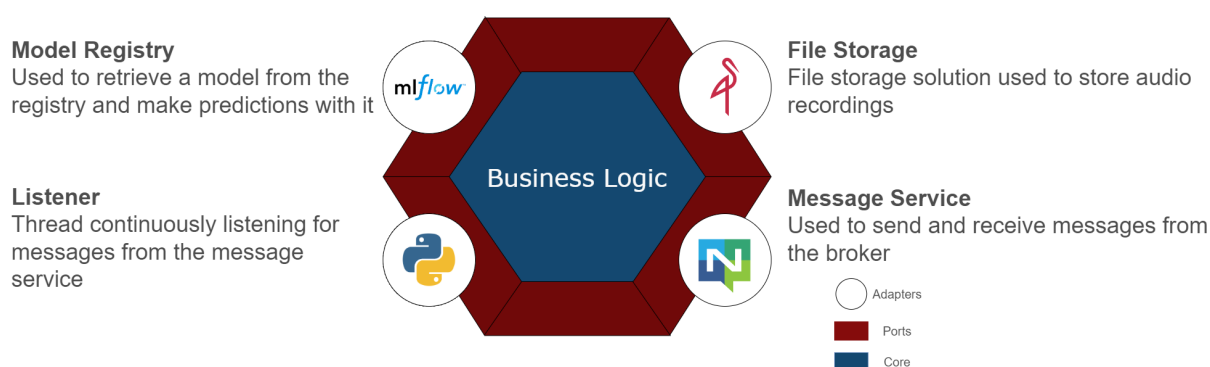 Model Registry
Used to retrieve a model from the
registry and make predictions with it
mlflow
File Storage
File storage solution used to store audio
recordings
Business Logic
Listener
Thread continuously listening for
messages from the message
service
N
Message Service
Used to send and receive messages from
the broker
Adapters
Ports
Core